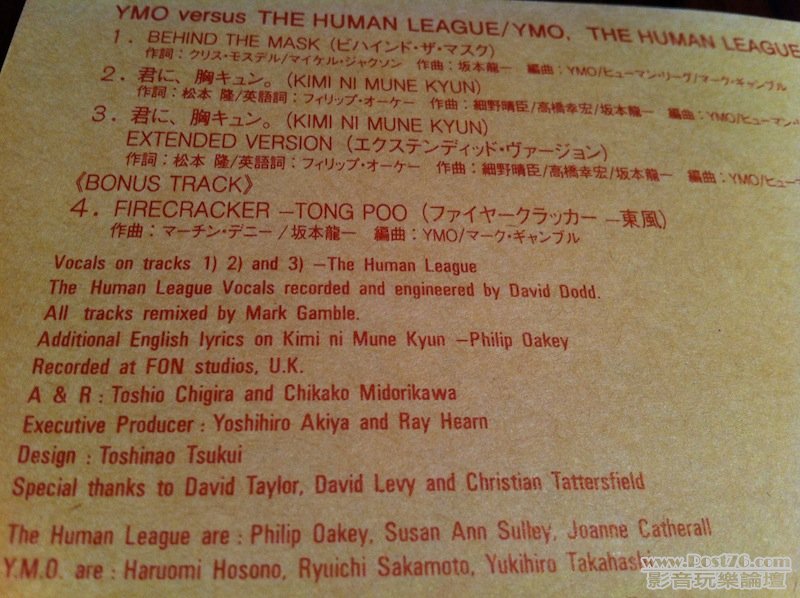 YMO versus THE HUMAN LEAGUE/YMO, THE HUMAN LEAGUE
1. BEHIND THE MASK (ビハインド・ザ・マスク)
作詞:クリス・モスデル/マイケル・ジャクソン 作曲:坂本龍一 編曲:YMO/ヒューマン・リーグ/マーク・ギャンブル
2. 君に、胸キュン。(KIMI NI MUNE KYUN)
作詞:松本 隆/英語詞:フィリップ・オーケー 作曲:細野晴臣/高橋幸宏/坂本龍一 編曲:YMO/ヒューマン・リ
3. 君に、胸キュン。(KIMI NI MUNE KYUN)
EXTENDED VERSION (エクステンディッド・ヴァージョン)
作詞:松本 隆/英語詞:フィリップ・オーケー 作曲:細野晴臣/高橋幸宏/坂本龍一 編曲:YMO/ヒュー
《BONUS TRACK》
4. FIRECRACKER —TONG POO (ファイヤークラッカー —東風)
作曲:マーチン・デニー/坂本龍一 編曲:YMO/マーク・ギャンブル
Vocals on tracks 1) 2) and 3) —The Human League
The Human League Vocals recorded and engineered by David Dodd.
All tracks remixed by Mark Gamble.
Additional English lyrics on Kimi ni Mune Kyun —Philip Oakey
Recorded at FON studios, U.K.
A & R : Toshio Chigira and Chikako Midorikawa
Executive Producer : Yoshihiro Akiya and Ray Hearn
Design : Toshinao Tsukui
Special thanks to David Taylor, David Levy and Christian Tattersfield
The Human League are : Philip Oakey, Susan Ann Sulley, Joanne Catherall
Y.M.O. are : Haruomi Hosono, Ryuichi Sakamoto, Yukihiro Takahash
www.Post76.com
影音玩樂論壇